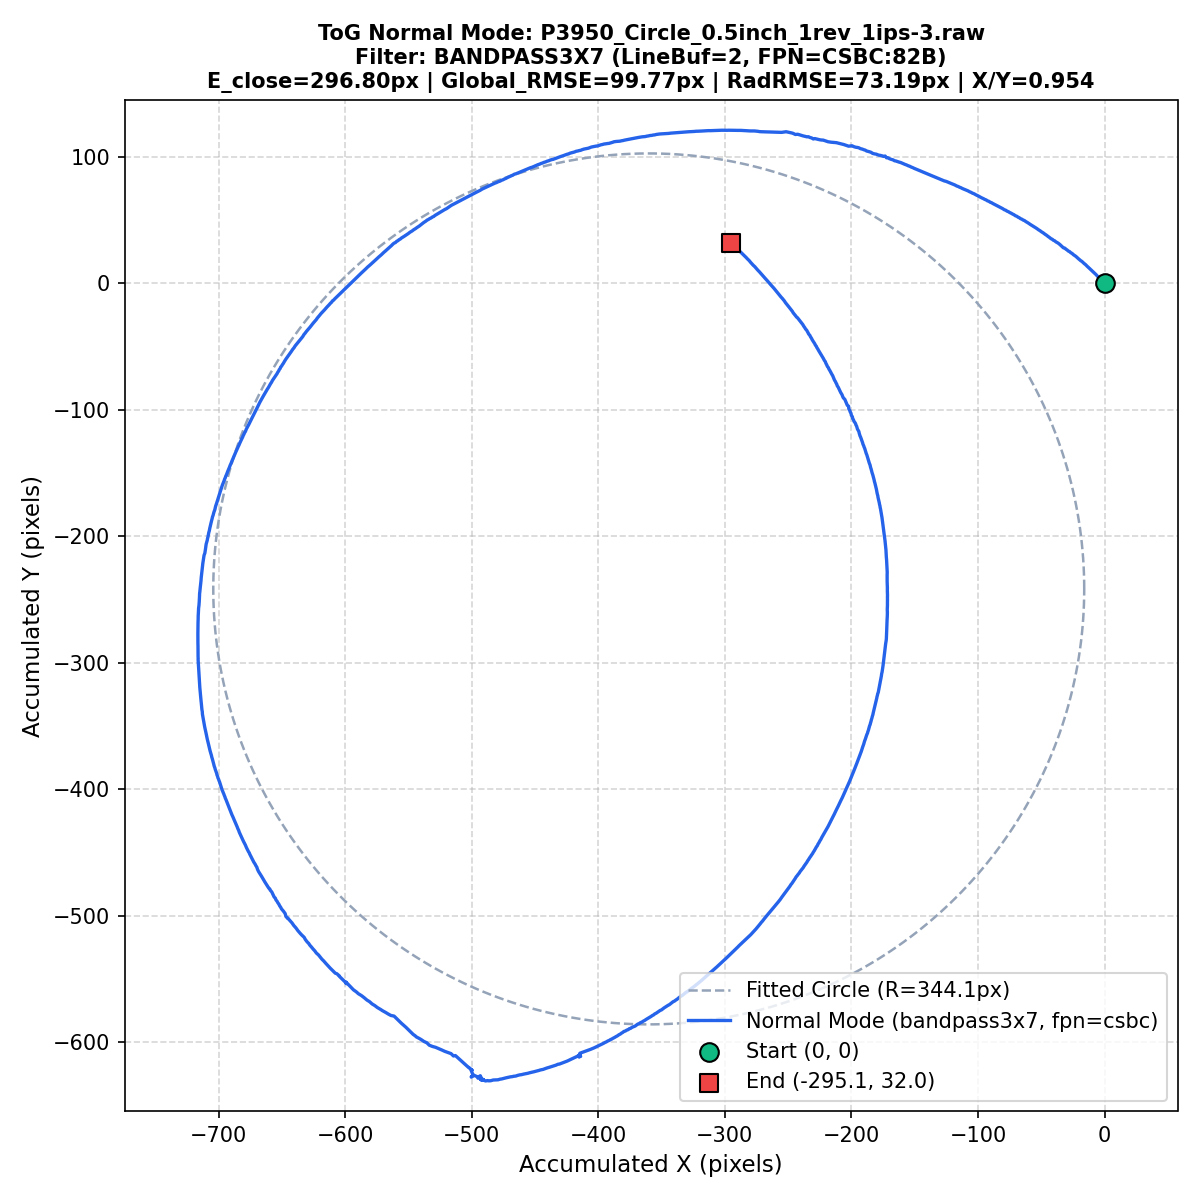 ToG Normal Mode: P3950_Circle_0.5inch_1rev_1ips-3.raw
Filter: BANDPASS3X7 (LineBuf=2, FPN=CSBC:82B)
E_close=296.80px | Global_RMSE=99.77px | RadRMSE=73.19px | X/Y=0.954
100
0
−100
−200
−300
−400
−500
−600
Accumulated Y (pixels)
Fitted Circle (R=344.1px)
Normal Mode (bandpass3x7, fpn=csbc)
Start (0, 0)
End (-295.1, 32.0)
−700 −600 −500 −400 −300 −200 −100 0
Accumulated X (pixels)